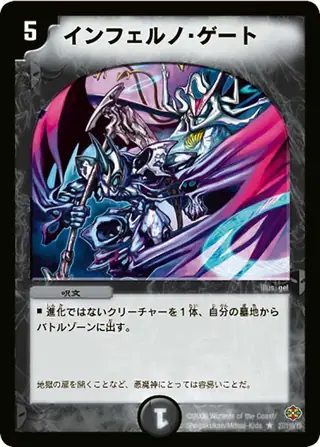 5
インフェルノ・ゲート
illus. gel
呪文
■ 進化ではないクリーチャーを1体、自分の墓地から
バトルゾーンに出す。
地獄の扉を開くことなど、悪魔神にとっては容易いことだ。
1